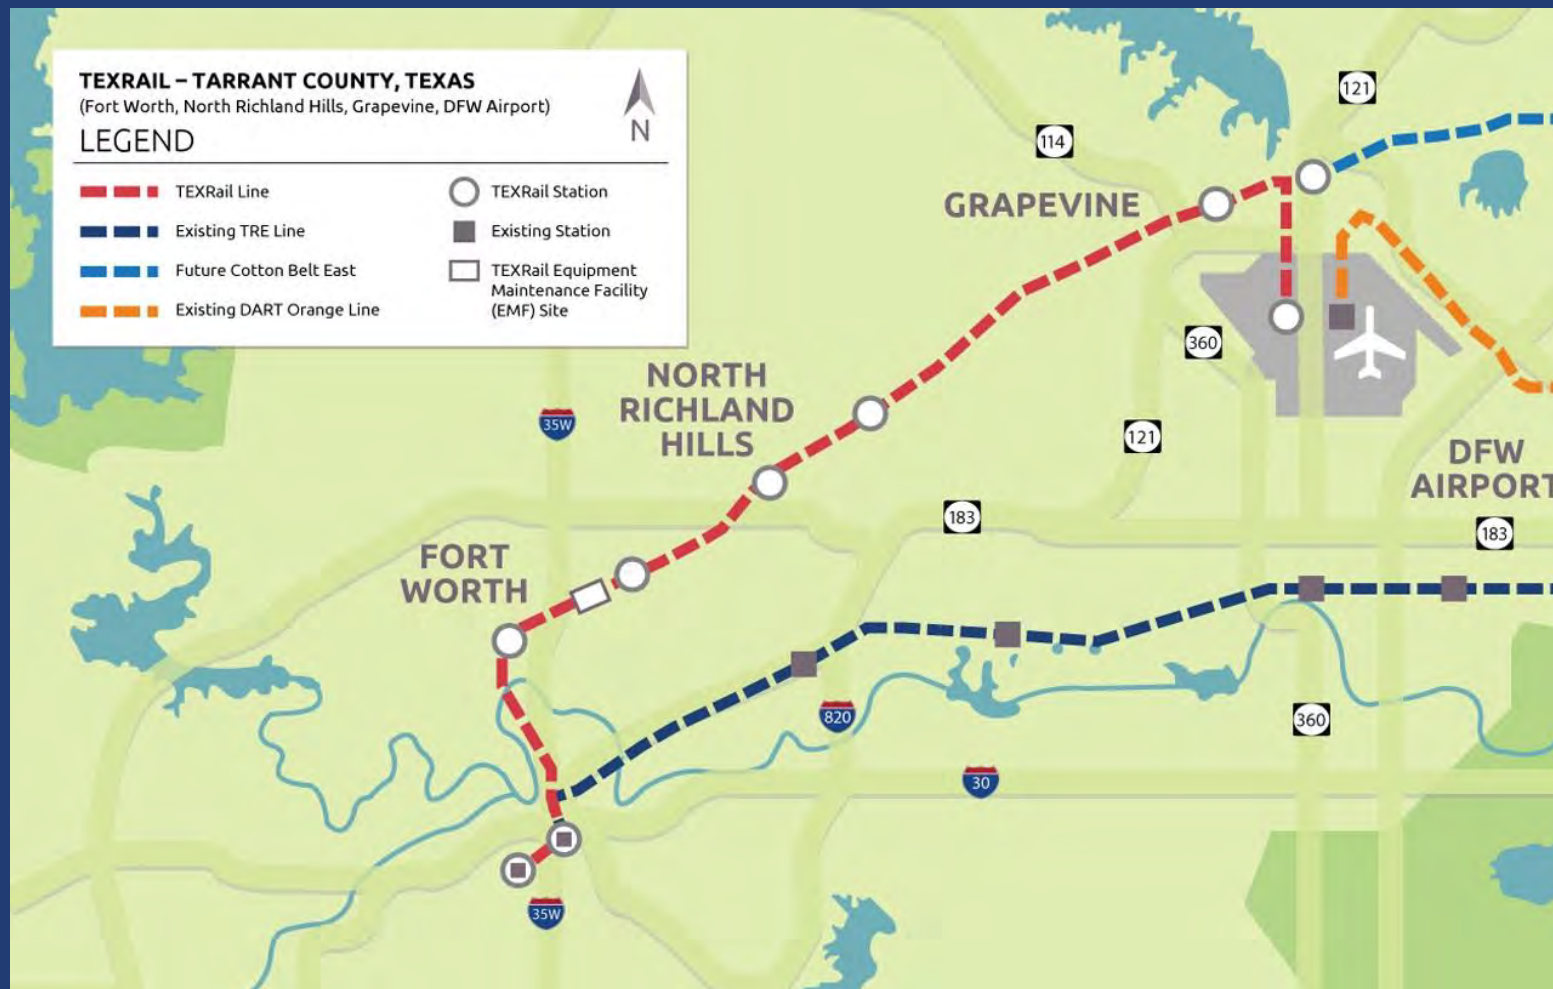 TEXRAIL – TARRANT COUNTY, TEXAS
(Fort Worth, North Richland Hills, Grapevine, DFW Airport)
LEGEND
N
TEXRail Line
Existing TRE Line
Future Cotton Belt East
Existing DART Orange Line
TEXRail Station
Existing Station
TEXRail Equipment
Maintenance Facility
(EMF) Site
121
114
GRAPEVINE
360
NORTH
RICHLAND
HILLS
35W
121
DFW
AIRPORT
183
183
FORT
WORTH
820
360
30
35W